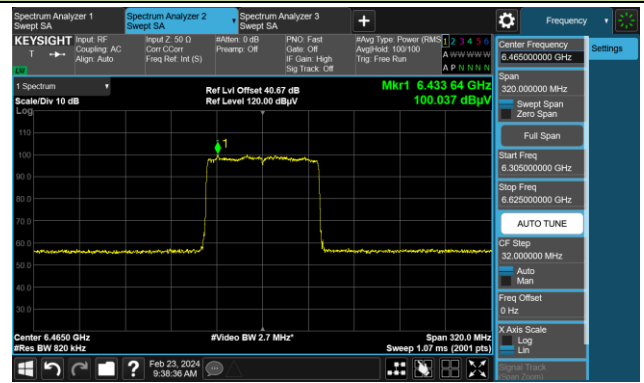 Spectrum Analyzer 1
Swept SA
Spectrum Analyzer 2
Swept SA
Spectrum Analyzer 3
Swept SA
+
Frequency
KEYSIGHT
Input: RF
Coupling: AC
Align: Auto
Input Z: 50 Ω
Corr CCorr
Freq Ref: Int (S)
#Atten: 0 dB
Preamp: Off
PNO: Fast
Gate: Off
IF Gain: High
Sig Track: Off
#Avg Type: Power (RMS
Avg|Hold: 100/100
Trig: Free Run
1 2 3 4 5 6
A W W W W W
A P N N N N
T
1 Spectrum
Scale/Div 10 dB
Log
Ref Lvl Offset 40.67 dB
Ref Level 120.00 dBµV
Mkr1 6.433 64 GHz
100.037 dBµV
1
110
100
90.0
80.0
70.0
60.0
50.0
40.0
30.0
Center 6.4650 GHz
#Res BW 820 kHz
#Video BW 2.7 MHz*
Span 320.0 MHz
Sweep 1.07 ms (2001 pts)
Feb 23, 2024
9:38:36 AM
Center Frequency
6.465000000 GHz
Settings
Span
320.000000 MHz
Swept Span
Zero Span
Full Span
Start Freq
6.305000000 GHz
Stop Freq
6.625000000 GHz
AUTO TUNE
CF Step
32.000000 MHz
Auto
Man
Freq Offset
0 Hz
X Axis Scale
Log
Lin
Signal Track
(Span Zoom)